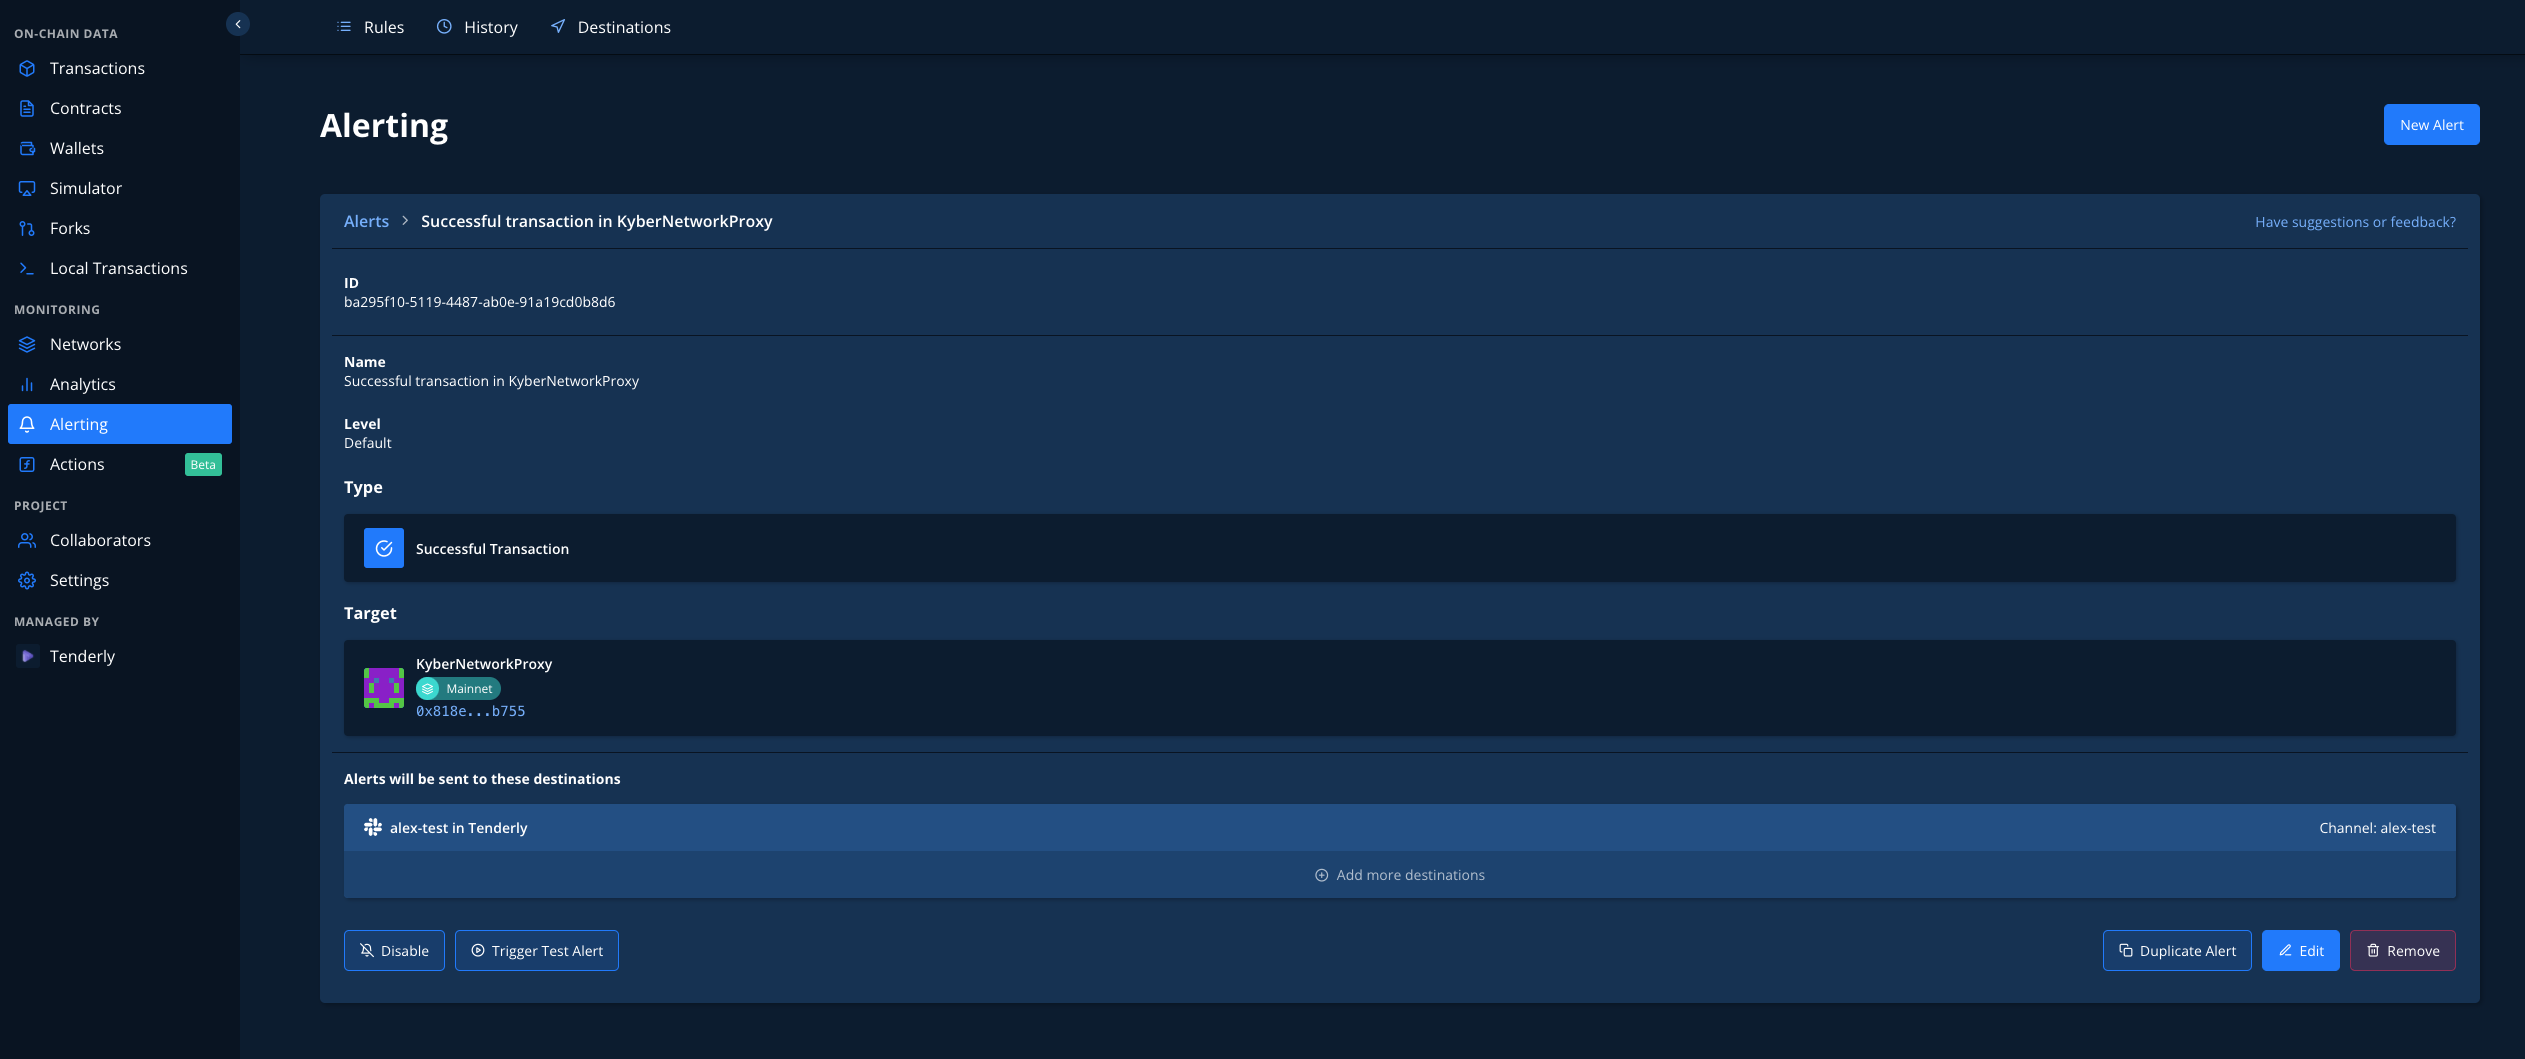 ON-CHAIN DATA
Transactions
Contracts
Wallets
Simulator
Forks
Local Transactions
MONITORING
Networks
Analytics
Alerting
Actions Beta
PROJECT
Collaborators
Settings
MANAGED BY
Tenderly
Rules History Destinations
Alerting
New Alert
Alerts > Successful transaction in KyberNetworkProxy
Have suggestions or feedback?
ID
ba295f10-5119-4487-ab0e-91a19cd0b8d6
Name
Successful transaction in KyberNetworkProxy
Level
Default
Type
Successful Transaction
Target
KyberNetworkProxy
Mainnet
0x818e...b755
Alerts will be sent to these destinations
alex-test in Tenderly
Channel: alex-test
Add more destinations
Disable
Trigger Test Alert
Duplicate Alert
Edit
Remove